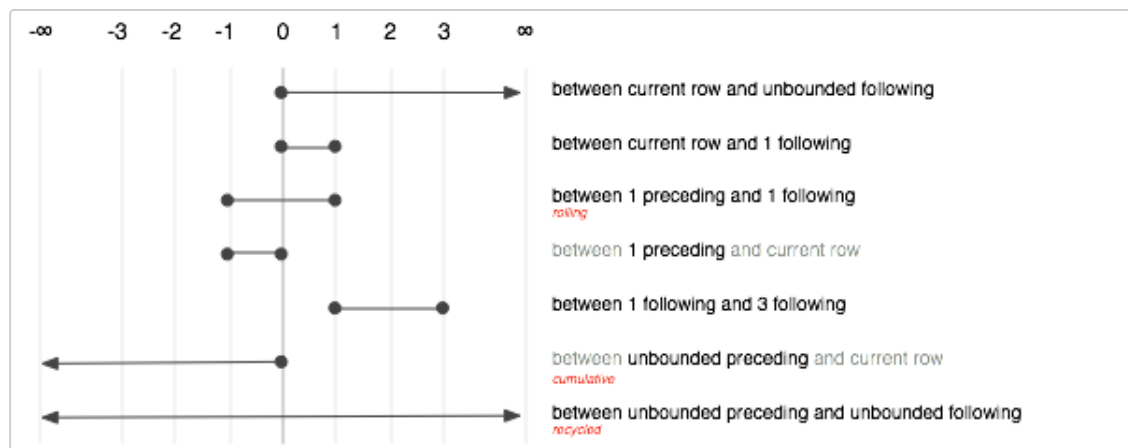 -∞ -3 -2 -1 0 1 2 3 ∞
between current row and unbounded following
between current row and 1 following
between 1 preceding and 1 following
rolling
between 1 preceding and current row
between 1 following and 3 following
between unbounded preceding and current row
cumulative
between unbounded preceding and unbounded following
recycled